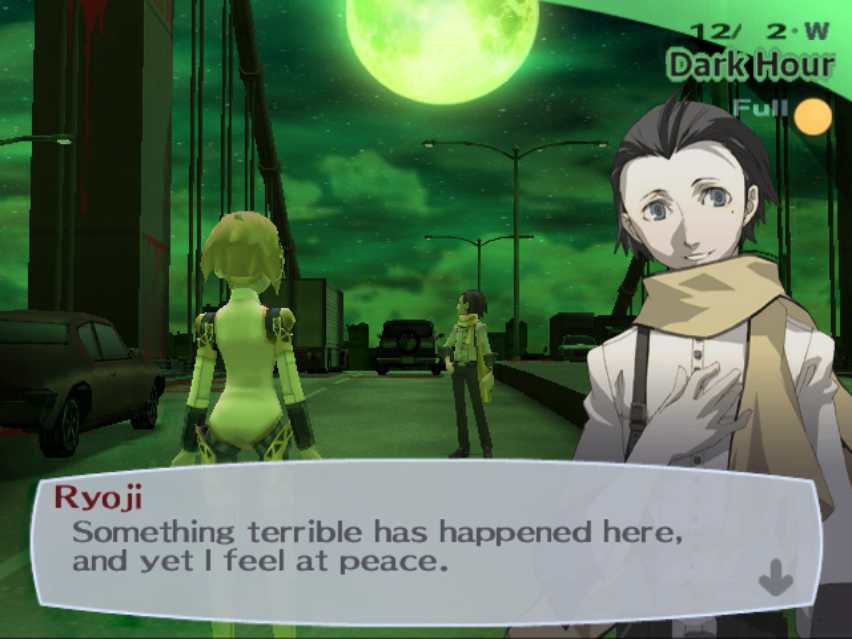 12/ 2·W
Dark Hour
Full
Ryoji
Something terrible has happened here,
and yet I feel at peace.